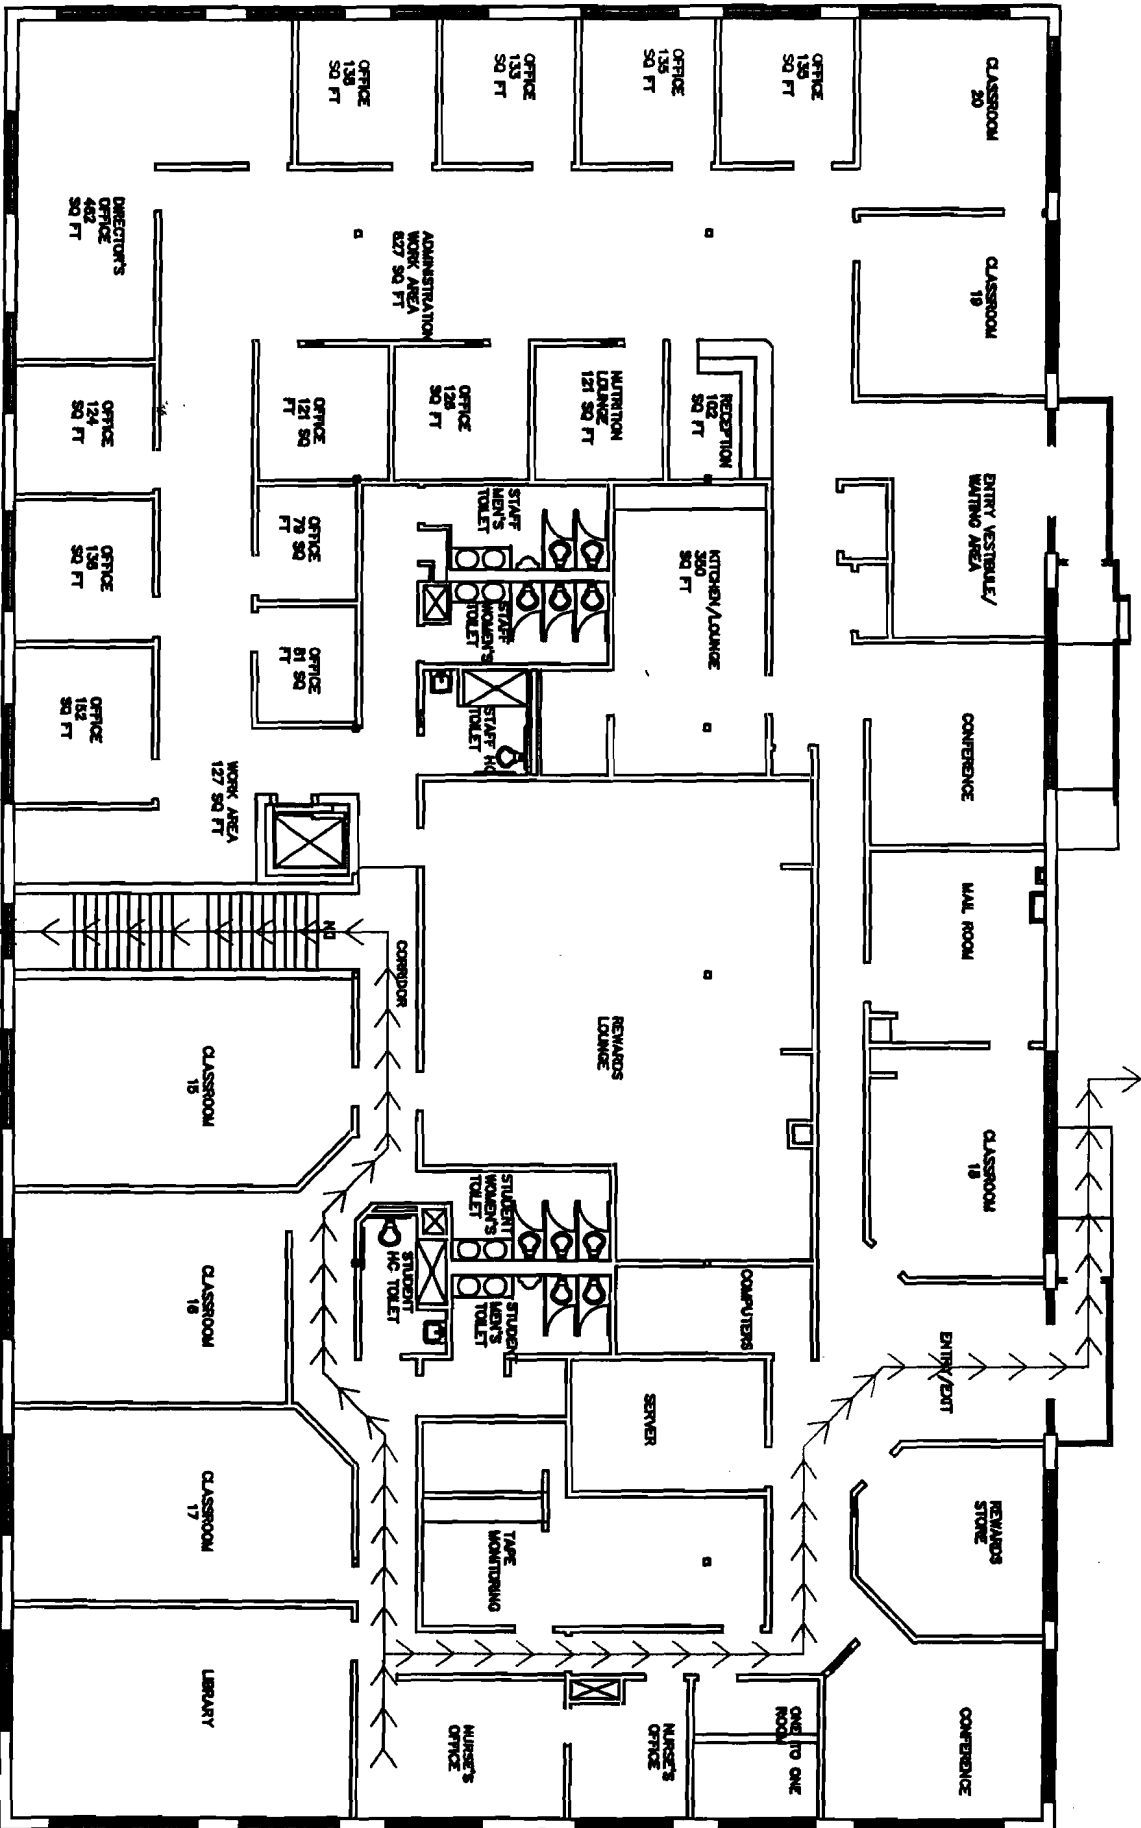 CLASSROOM
20
OFFICE
135
SQ FT
OFFICE
135
SQ FT
OFFICE
133
SQ FT
OFFICE
138
SQ FT
DIRECTOR'S
OFFICE
462
SQ FT
CLASSROOM
19
ADMINISTRATION
WORK AREA
827 SQ FT
ENTRY VESTIBULE/
WAITING AREA
RECEPTION
102
SQ FT
NUTRITION
LOUNGE
121 SQ FT
OFFICE
126
SQ FT
OFFICE
121 SQ
FT
OFFICE
124
SQ FT
KITCHEN/LOUNGE
350
SQ FT
STAFF
MEN'S
TOILET
OFFICE
79 SQ
FT
OFFICE
136
SQ FT
STAFF
WOMEN'S
TOILET
OFFICE
81 SQ
FT
CONFERENCE
STAFF HC
TOILET
OFFICE
152
SQ FT
WORK AREA
127 SQ FT
MAIL ROOM
CORRIDOR
DN
REWARDS
LOUNGE
CLASSROOM
18
CLASSROOM
15
STUDENT
WOMEN'S
TOILET
STUDENT
HC TOILET
CLASSROOM
16
COMPUTERS
STUDENT
MEN'S
TOILET
ENTRY/EXIT
SERVER
CLASSROOM
17
REWARDS
STORE
TAPE
MONITORING
LIBRARY
CONFERENCE
ONE TO ONE
ROOM
NURSE'S
OFFICE
NURSE'S
OFFICE